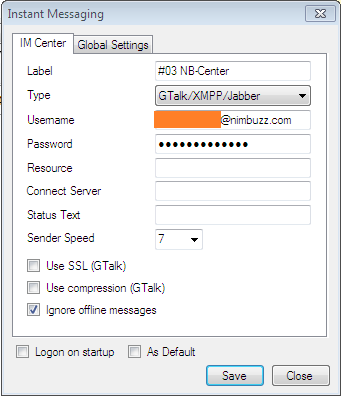 Instant Messaging
IM Center Global Settings
Label #03 NB-Center
Type GTalk/XMPP/Jabber
Username @nimbuzz.com
Password •••••••••••••
Resource
Connect Server
Status Text
Sender Speed 7
Use SSL (GTalk)
Use compression (GTalk)
Ignore offline messages
Logon on startup As Default
Save Close